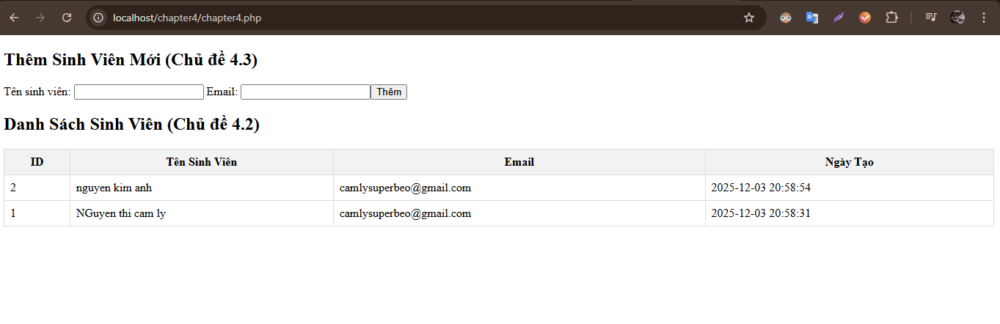 localhost/chapter4/chapter4.php
Thêm Sinh Viên Mới (Chủ đề 4.3)
Tên sinh viên: Email: Thêm
Danh Sách Sinh Viên (Chủ đề 4.2)
ID Tên Sinh Viên Email Ngày Tạo
2 nguyen kim anh camlysuperbeo@gmail.com 2025-12-03 20:58:54
1 NGuyen thi cam ly camlysuperbeo@gmail.com 2025-12-03 20:58:31